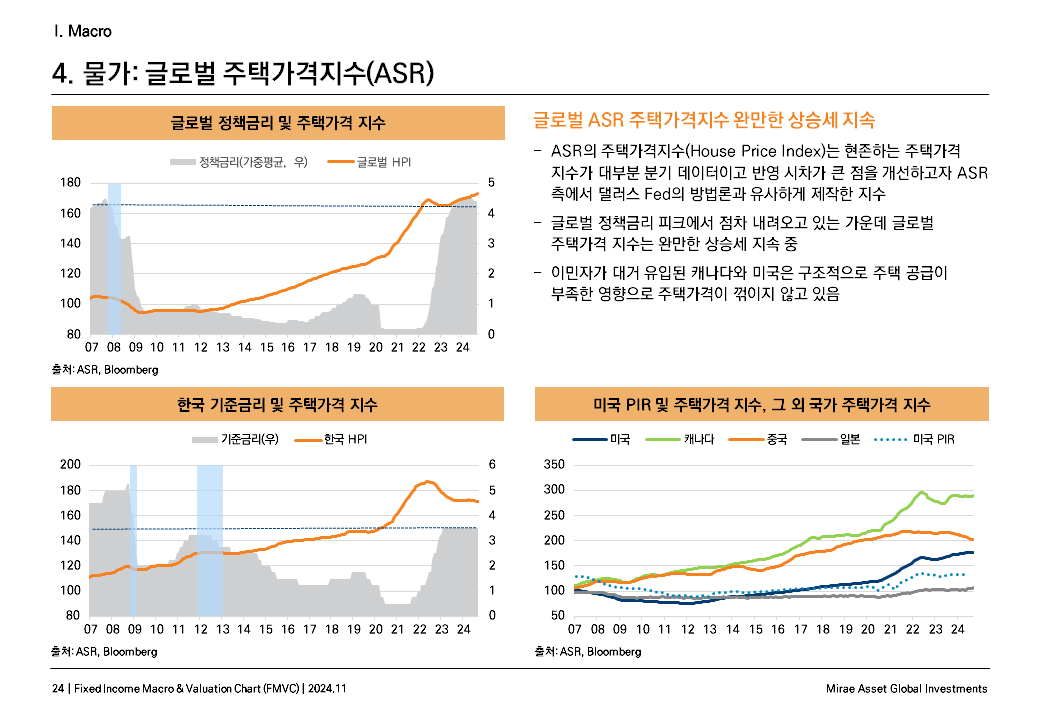 I. Macro
4. 물가: 글로벌 주택가격지수(ASR)
글로벌 정책금리 및 주택가격 지수
정책금리(가중평균, 우) 글로벌 HPI
180 5
160 4
140 3
120 2
100 1
80 0
07 08 09 10 11 12 13 14 15 16 17 18 19 20 21 22 23 24
출처: ASR, Bloomberg
글로벌 ASR 주택가격지수 완만한 상승세 지속
– ASR의 주택가격지수(House Price Index)는 현존하는 주택가격
지수가 대부분 분기 데이터이고 반영 시차가 큰 점을 개선하고자 ASR
측에서 댈러스 Fed의 방법론과 유사하게 제작한 지수
– 글로벌 정책금리 피크에서 점차 내려오고 있는 가운데 글로벌
주택가격 지수는 완만한 상승세 지속 중
– 이민자가 대거 유입된 캐나다와 미국은 구조적으로 주택 공급이
부족한 영향으로 주택가격이 꺾이지 않고 있음
한국 기준금리 및 주택가격 지수
기준금리(우) 한국 HPI
200 6
180 5
160 4
140 3
120 2
100 1
80 0
07 08 09 10 11 12 13 14 15 16 17 18 19 20 21 22 23 24
출처: ASR, Bloomberg
미국 PIR 및 주택가격 지수, 그 외 국가 주택가격 지수
미국 캐나다 중국 일본 미국 PIR
350
300
250
200
150
100
50
07 08 09 10 11 12 13 14 15 16 17 18 19 20 21 22 23 24
출처: ASR, Bloomberg
24 | Fixed Income Macro & Valuation Chart (FMVC) | 2024.11
Mirae Asset Global Investments